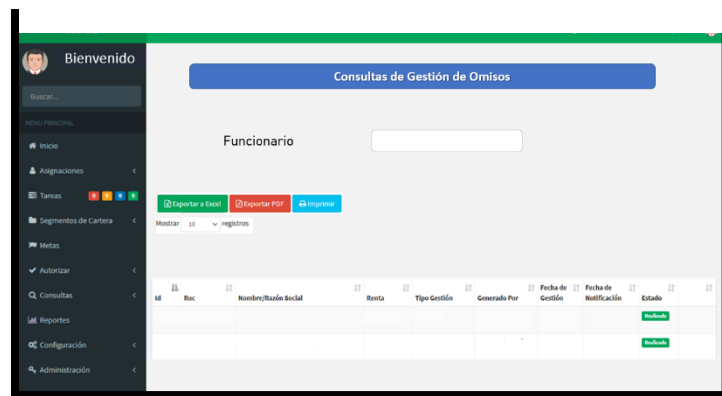 Bienvenido
Buscar...
MENU PRINCIPAL
Inicio
Asignaciones
Tareas 0 0 0 0
Segmentos de Cartera
Metas
Autorizar
Consultas
Reportes
Configuración
Administración
Consultas de Gestión de Omisos
Funcionario
Exportar a Excel Exportar PDF Imprimir
Mostrar 10 registros
Id Ruc Nombre/Razón Social Renta Tipo Gestión Generado Por Fecha de Gestión Fecha de Notificación Estado
Realizada
Realizada